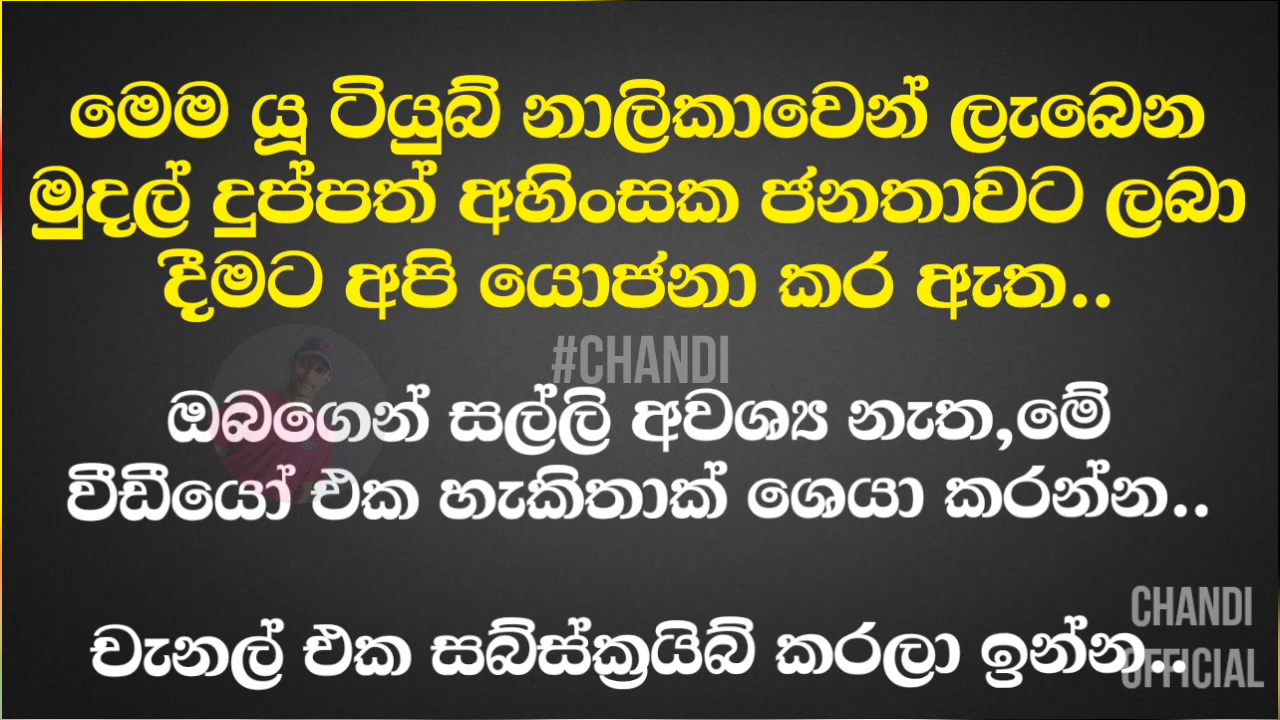 මෙම යූ ටියුබ් නාලිකාවෙන් ලැබෙන
මුදල් දුප්පත් අහිංසක ජනතාවට ලබා
දීමට අපි යොජනා කර ඇත..
#CHANDI
ඔබගෙන් සල්ලි අවශ්‍ය නැත,මේ
වීඩීයෝ එක හැකිතාක් ශෙයා කරන්න..
චැනල් එක සබ්ස්ක්‍රයිබ් කරලා ඉන්න..
CHANDI
OFFICIAL